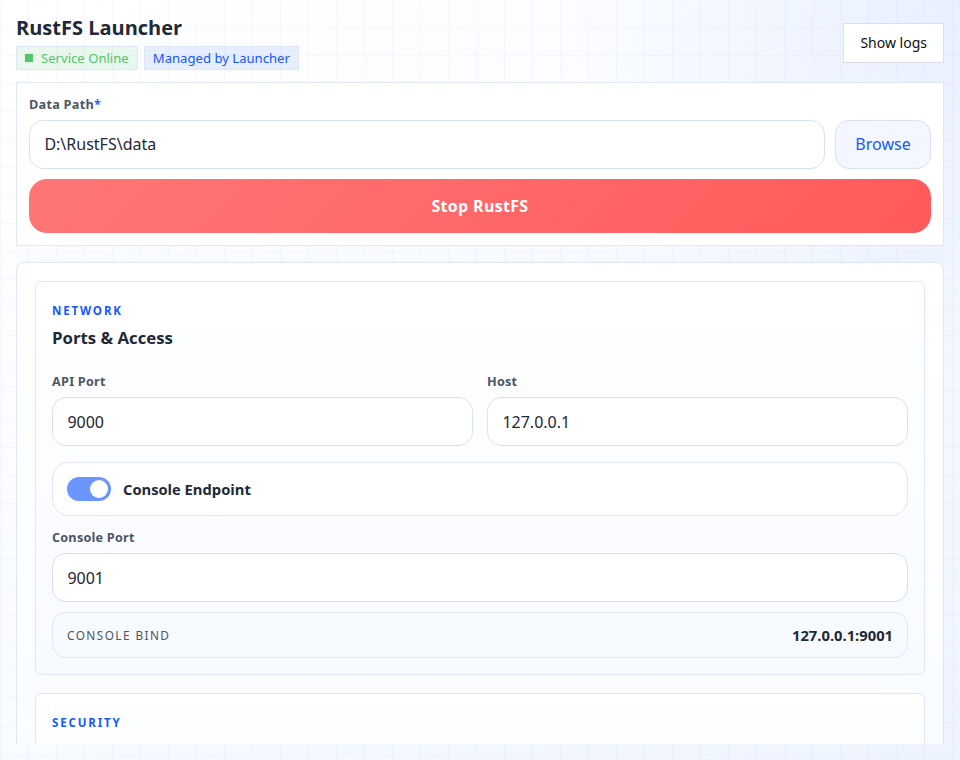 RustFS Launcher
Service Online
Managed by Launcher
Show logs
Data Path*
D:\RustFS\data
Browse
Stop RustFS
NETWORK
Ports & Access
API Port
Host
9000
127.0.0.1
Console Endpoint
Console Port
9001
CONSOLE BIND
127.0.0.1:9001
SECURITY